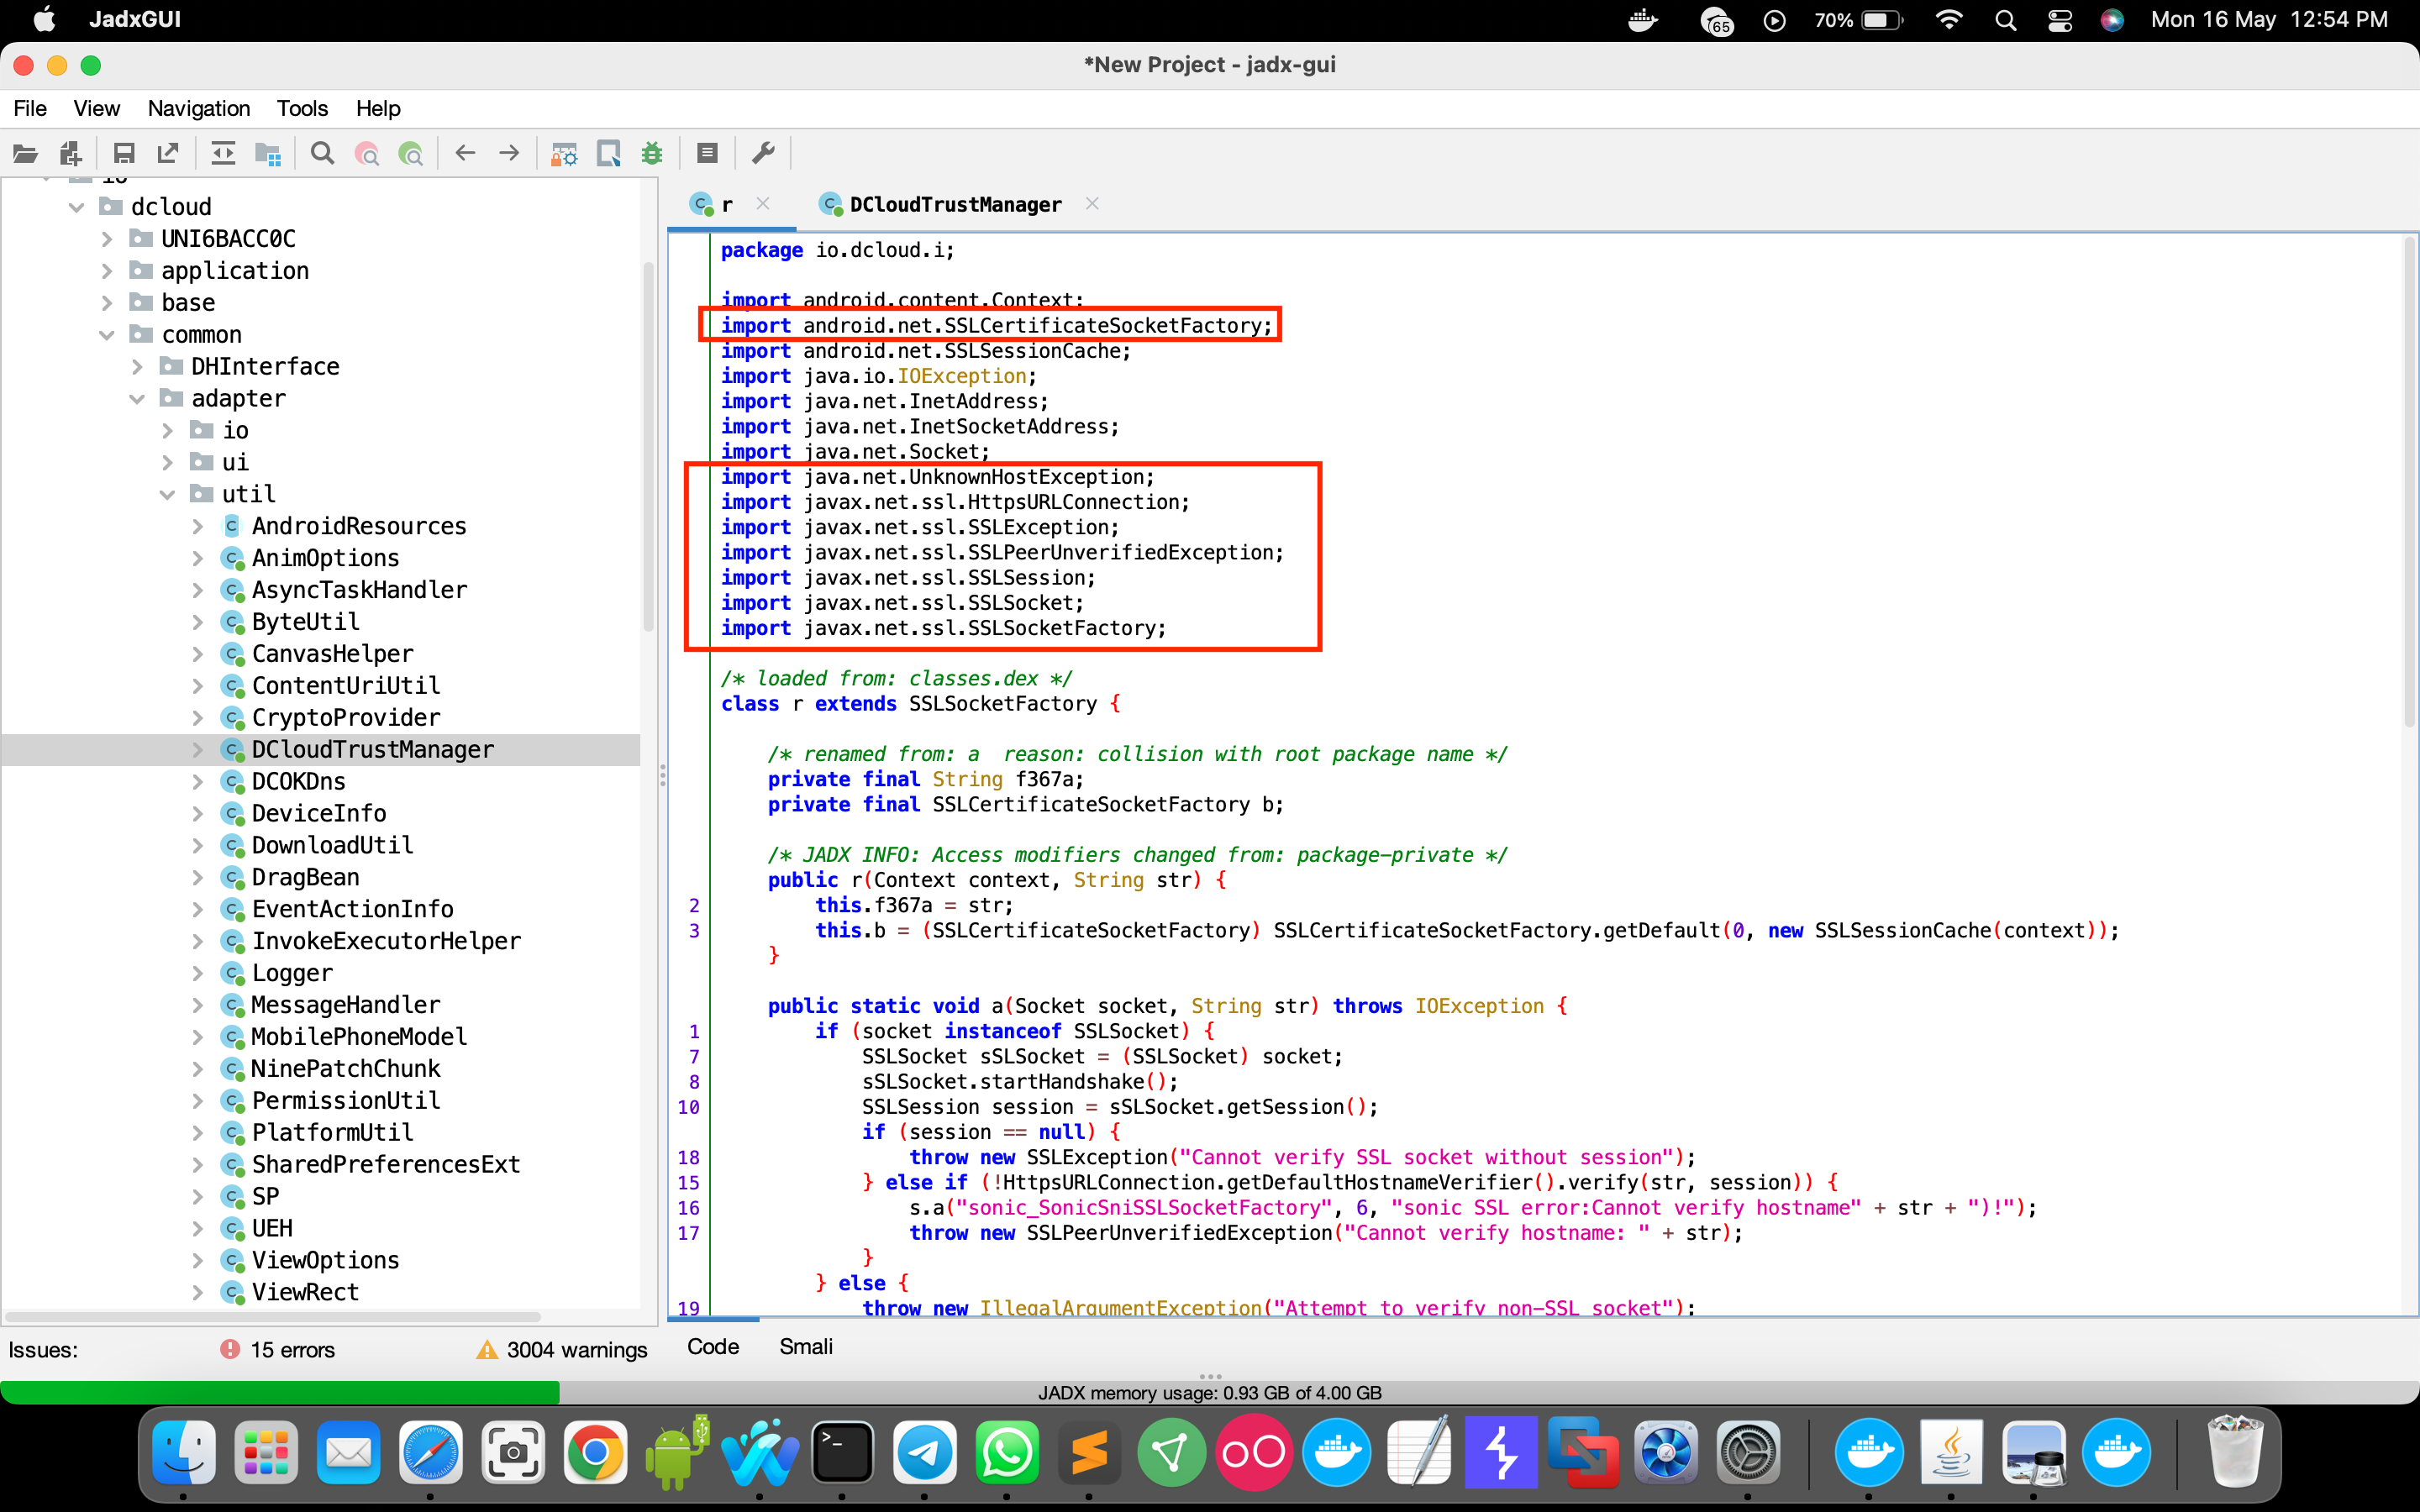 JadxGUI
65
70%
Mon 16 May 12:54 PM
*New Project - jadx-gui
File View Navigation Tools Help
io
dcloud
UNI6BACC0C
application
base
common
DHInterface
adapter
io
ui
util
AndroidResources
AnimOptions
AsyncTaskHandler
ByteUtil
CanvasHelper
ContentUriUtil
CryptoProvider
DCloudTrustManager
DCOKDns
DeviceInfo
DownloadUtil
DragBean
EventActionInfo
InvokeExecutorHelper
Logger
MessageHandler
MobilePhoneModel
NinePatchChunk
PermissionUtil
PlatformUtil
SharedPreferencesExt
SP
UEH
ViewOptions
ViewRect
r DCloudTrustManager
package io.dcloud.i;
import android.content.Context;
import android.net.SSLCertificateSocketFactory;
import android.net.SSLSessionCache;
import java.io.IOException;
import java.net.InetAddress;
import java.net.InetSocketAddress;
import java.net.Socket;
import java.net.UnknownHostException;
import javax.net.ssl.HttpsURLConnection;
import javax.net.ssl.SSLException;
import javax.net.ssl.SSLPeerUnverifiedException;
import javax.net.ssl.SSLSession;
import javax.net.ssl.SSLSocket;
import javax.net.ssl.SSLSocketFactory;
/* loaded from: classes.dex */
class r extends SSLSocketFactory {
/* renamed from: a  reason: collision with root package name */
private final String f367a;
private final SSLCertificateSocketFactory b;
/* JADX INFO: Access modifiers changed from: package-private */
public r(Context context, String str) {
2 this.f367a = str;
3 this.b = (SSLCertificateSocketFactory) SSLCertificateSocketFactory.getDefault(0, new SSLSessionCache(context));
}
public static void a(Socket socket, String str) throws IOException {
1 if (socket instanceof SSLSocket) {
7 SSLSocket sSLSocket = (SSLSocket) socket;
8 sSLSocket.startHandshake();
10 SSLSession session = sSLSocket.getSession();
if (session == null) {
18 throw new SSLException("Cannot verify SSL socket without session");
15 } else if (!HttpsURLConnection.getDefaultHostnameVerifier().verify(str, session)) {
16 s.a("sonic_SonicSniSSLSocketFactory", 6, "sonic SSL error:Cannot verify hostname" + str + ")!");
17 throw new SSLPeerUnverifiedException("Cannot verify hostname: " + str);
}
} else {
19 throw new IllegalArgumentException("Attempt to verify non-SSL socket");
Issues: 15 errors 3004 warnings
Code Smali
JADX memory usage: 0.93 GB of 4.00 GB